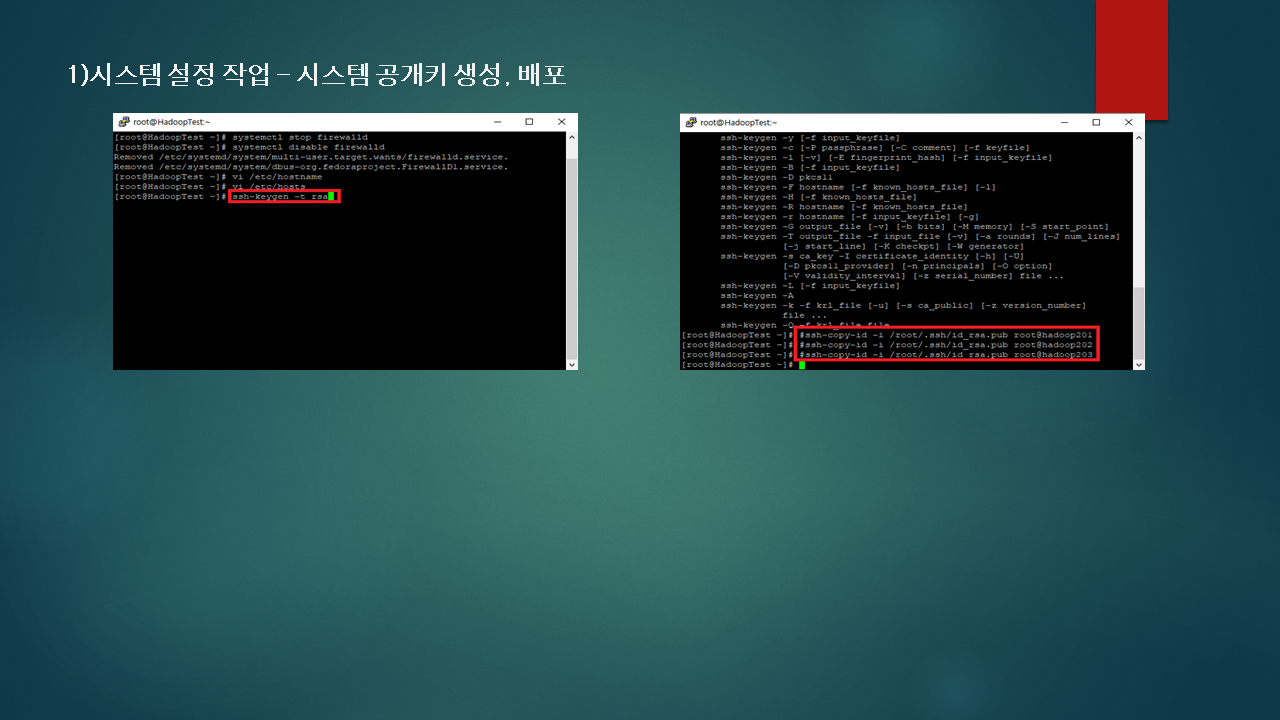 1)시스템 설정 작업 – 시스템 공개키 생성, 배포
root@HadoopTest:~
[root@HadoopTest ~]# systemctl stop firewalld
[root@HadoopTest ~]# systemctl disable firewalld
Removed /etc/systemd/system/multi-user.target.wants/firewalld.service.
Removed /etc/systemd/system/dbus-org.fedoraproject.FirewallD1.service.
[root@HadoopTest ~]# vi /etc/hostname
[root@HadoopTest ~]# vi /etc/hosts
[root@HadoopTest ~]# ssh-keygen -t rsa
root@HadoopTest:~
ssh-keygen -y [-f input_keyfile]
ssh-keygen -c [-P passphrase] [-C comment] [-f keyfile]
ssh-keygen -l [-v] [-E fingerprint_hash] [-f input_keyfile]
ssh-keygen -B [-f input_keyfile]
ssh-keygen -D pkcs11
ssh-keygen -F hostname [-f known_hosts_file] [-l]
ssh-keygen -H [-f known_hosts_file]
ssh-keygen -R hostname [-f known_hosts_file]
ssh-keygen -r hostname [-f input_keyfile] [-g]
ssh-keygen -G output_file [-v] [-b bits] [-M memory] [-S start_point]
ssh-keygen -T output_file -f input_file [-v] [-a rounds] [-J num_lines]
[-j start_line] [-K checkpt] [-W generator]
ssh-keygen -s ca_key -I certificate_identity [-h] [-U]
[-D pkcs11_provider] [-n principals] [-O option]
[-V validity_interval] [-z serial_number] file ...
ssh-keygen -L [-f input_keyfile]
ssh-keygen -A
ssh-keygen -k -f krl_file [-u] [-s ca_public] [-z version_number]
file ...
ssh-keygen -Q -f krl_file file ...
[root@HadoopTest ~]# #ssh-copy-id -i /root/.ssh/id_rsa.pub root@hadoop201
[root@HadoopTest ~]# #ssh-copy-id -i /root/.ssh/id_rsa.pub root@hadoop202
[root@HadoopTest ~]# #ssh-copy-id -i /root/.ssh/id_rsa.pub root@hadoop203
[root@HadoopTest ~]#